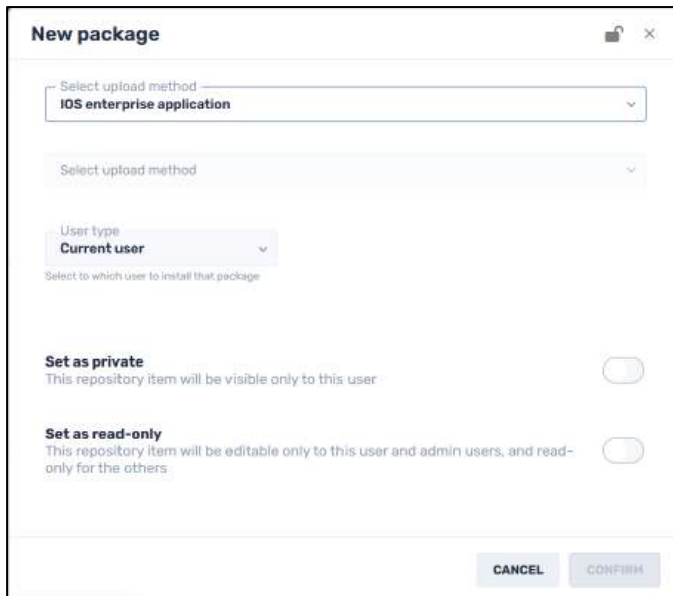 New package
Select upload method
IOS enterprise application
Select upload method
User type
Current user
Select to which user to install that package
Set as private
This repository item will be visible only to this user
Set as read-only
This repository item will be editable only to this user and admin users, and read-
only for the others
CANCEL
CONFIRM